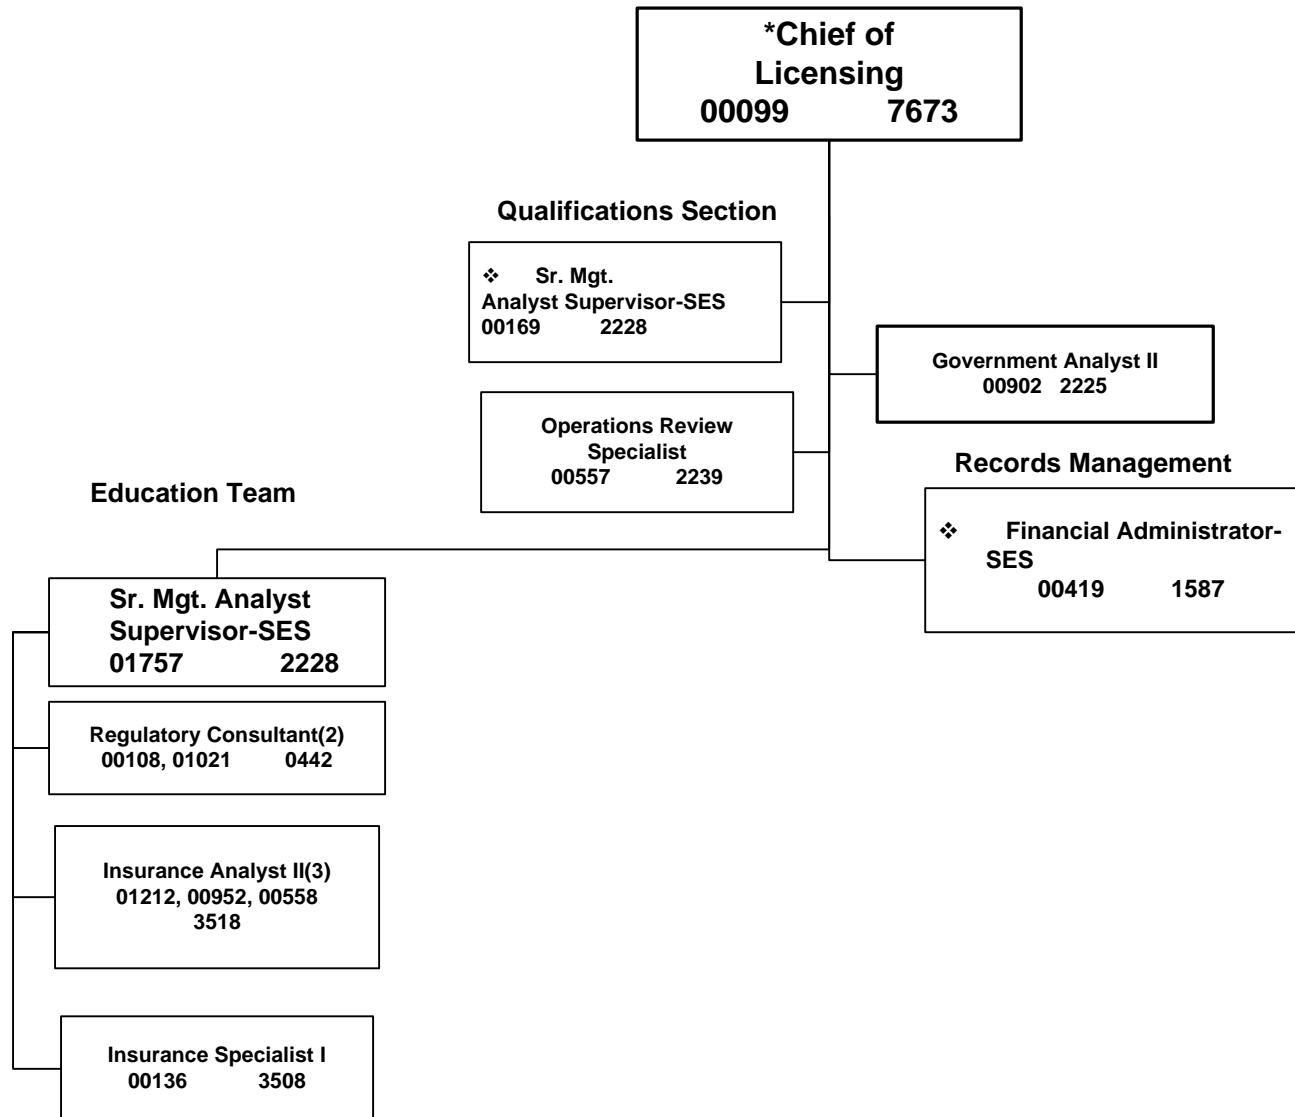 *Chief of
Licensing
00099 7673
Qualifications Section
❖ Sr. Mgt.
Analyst Supervisor-SES
00169 2228
Government Analyst II
00902 2225
Operations Review
Specialist
00557 2239
Records Management
❖ Financial Administrator-
SES
00419 1587
Education Team
Sr. Mgt. Analyst
Supervisor-SES
01757 2228
Regulatory Consultant(2)
00108, 01021 0442
Insurance Analyst II(3)
01212, 00952, 00558
3518
Insurance Specialist I
00136 3508